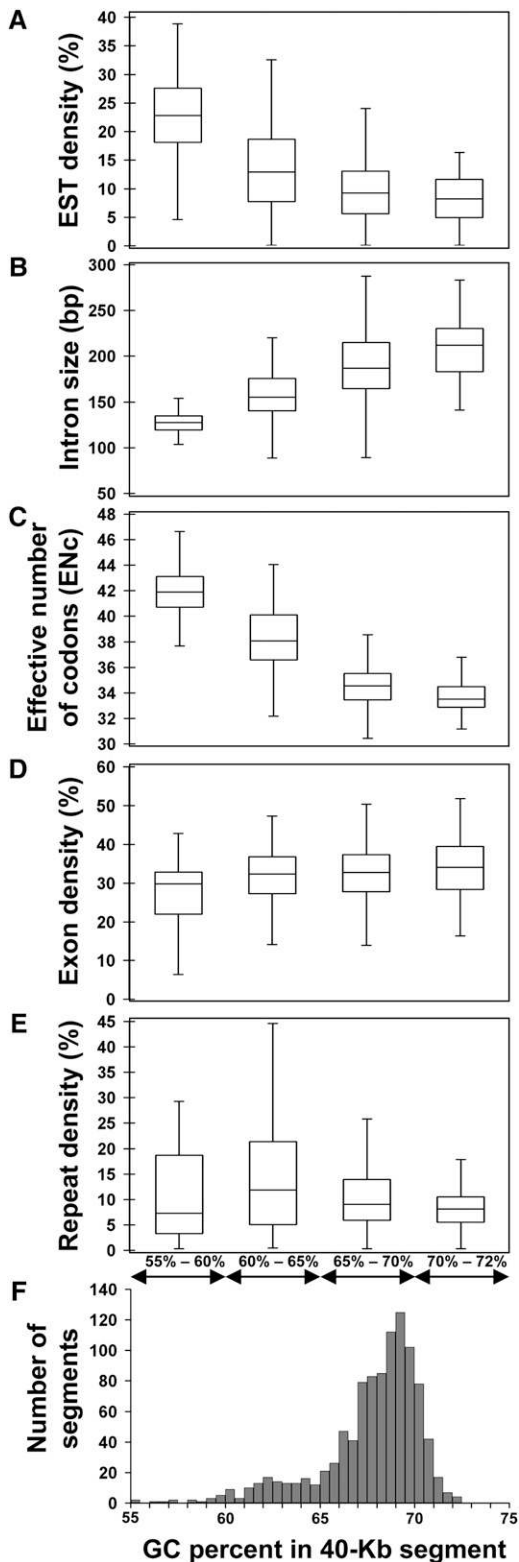 A
EST density (%)
40
35
30
25
20
15
10
5
0
B
Intron size (bp)
300
250
200
150
100
50
C
Effective number
of codons (ENc)
48
46
44
42
40
38
36
34
32
30
D
Exon density (%)
60
50
40
30
20
10
0
E
Repeat density (%)
45
40
35
30
25
20
15
10
5
0
55% – 60% 60% – 65% 65% – 70% 70% – 72%
F
Number of
segments
140
120
100
80
60
40
20
0
55 60 65 70 75
GC percent in 40-Kb segment